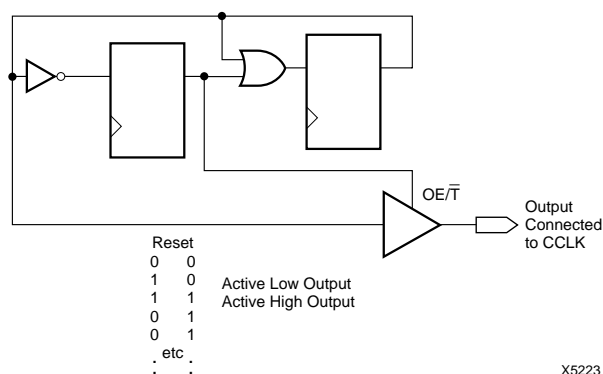 OE/T̅
Output
Connected
to CCLK
Reset
0 0
1 0
1 1
0 1
0 1
etc
. .
. .
Active Low Output
Active High Output
X5223